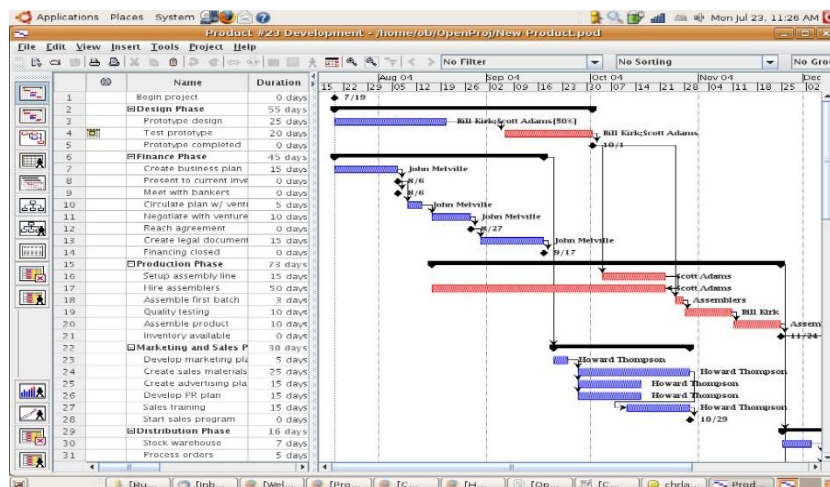 Applications Places System Mon Jul 23, 11:26 AM
Product #23 Development - /home/ob/OpenProj/New Product.pod
File Edit View Insert Tools Project Help
No Filter No Sorting No Gro
Name Duration Aug 04 Sep 04 Oct 04 Nov 04 Dec
15 22 29 05 12 19 26 02 09 16 23 30 07 14 21 28 04 11 18 25 02
1 Begin project 0 days 7/19
2 Design Phase 55 days
3 Prototype design 25 days Bill Kirk;Scott Adams[50%]
4 Test prototype 20 days Bill Kirk;Scott Adams
5 Prototype completed 0 days 10/1
6 Finance Phase 45 days
7 Create business plan 15 days John Melville
8 Present to current inve 0 days 8/6
9 Meet with bankers 0 days 8/6
10 Circulate plan w/ ventu 5 days John Melville
11 Negotiate with venture 10 days John Melville
12 Reach agreement 0 days 8/27
13 Create legal document 15 days John Melville
14 Financing closed 0 days 9/17
15 Production Phase 73 days
16 Setup assembly line 15 days Scott Adams
17 Hire assemblers 50 days Scott Adams
18 Assemble first batch 3 days Assemblers
19 Quality testing 10 days Bill Kirk
20 Assemble product 10 days Assem
21 Inventory available 0 days 11/24
22 Marketing and Sales P 30 days
23 Develop marketing pla 5 days Howard Thompson
24 Create sales materials 25 days Howard Thompson
25 Create advertising pla 15 days Howard Thompson
26 Develop PR plan 15 days Howard Thompson
27 Sales training 15 days Howard Thompson
28 Start sales program 0 days 10/29
29 Distribution Phase 16 days
30 Stock warehouse 7 days
31 Process orders 5 days
[Bu... [Inb... [Wel... [Pro... [C... [H... [Op... [C... chrla... Prod...